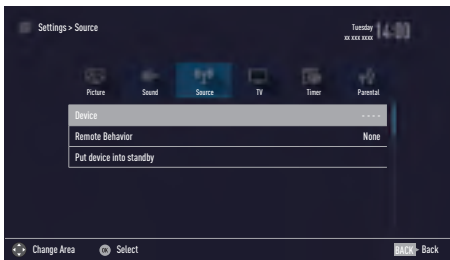 Settings > Source
Tuesday
xx xxx xxxx
14:00
Picture
Sound
Source
TV
Timer
Parental
Device - - - -
Remote Behavior None
Put device into standby
Change Area
OK Select
BACK Back